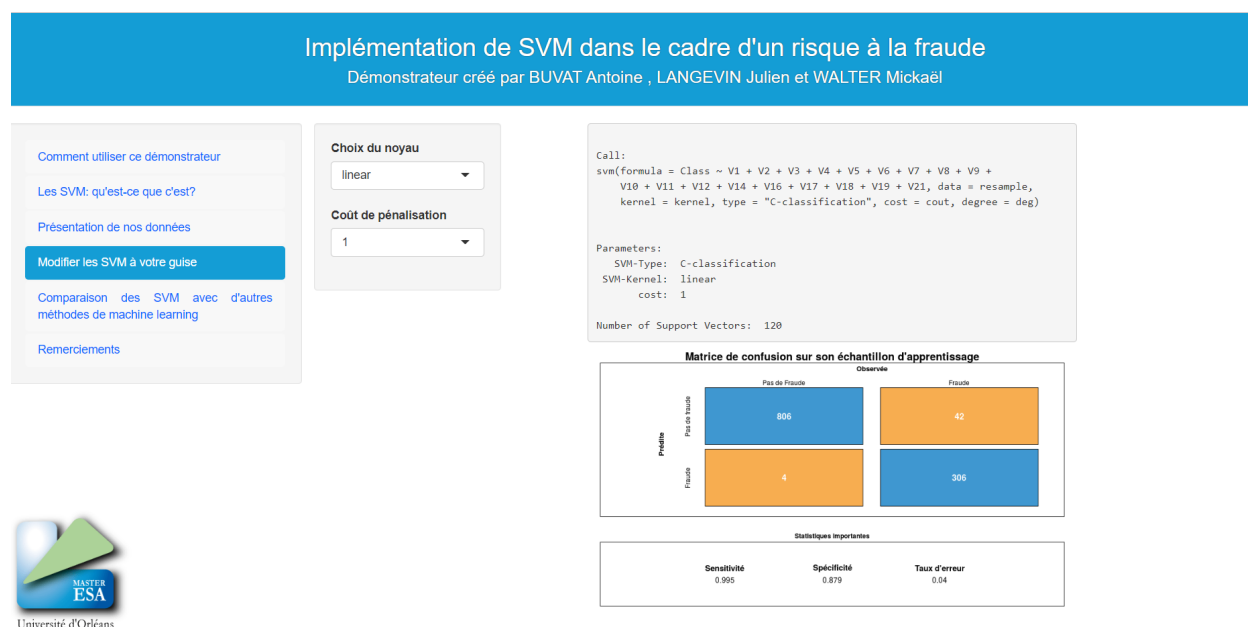 Implémentation de SVM dans le cadre d'un risque à la fraude
Démonstrateur créé par BUVAT Antoine , LANGEVIN Julien et WALTER Mickaël
Comment utiliser ce démonstrateur
Les SVM: qu'est-ce que c'est?
Présentation de nos données
Modifier les SVM à votre guise
Comparaison des SVM avec d'autres
méthodes de machine learning
Remerciements
Choix du noyau
linear
Coût de pénalisation
1
Call:
svm(formula = Class ~ V1 + V2 + V3 + V4 + V5 + V6 + V7 + V8 + V9 +
V10 + V11 + V12 + V14 + V16 + V17 + V18 + V19 + V21, data = resample,
kernel = kernel, type = "C-classification", cost = cout, degree = deg)
Parameters:
SVM-Type: C-classification
SVM-Kernel: linear
cost: 1
Number of Support Vectors: 120
Matrice de confusion sur son échantillon d'apprentissage
Observée
Pas de Fraude
Fraude
Prédite
Pas de fraude
806
42
Fraude
4
306
Statistiques importantes
Sensitivité
Spécificité
Taux d'erreur
0.995
0.879
0.04
MASTER
ESA
Université d'Orléans